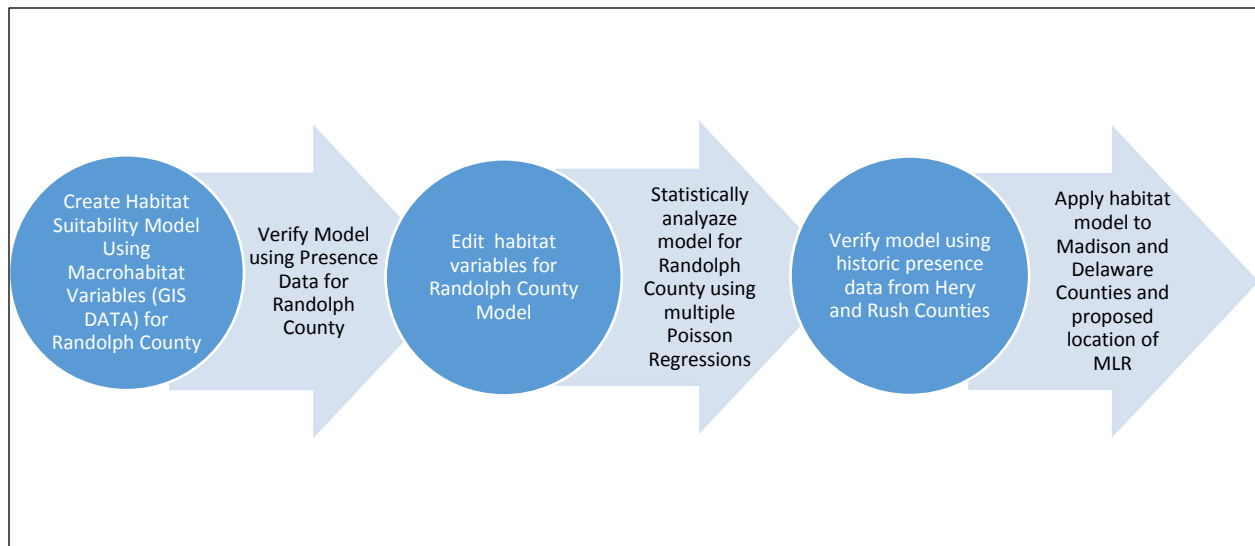 Create Habitat
Suitability Model
Using
Macrohabitat
Variables (GIS
DATA) for
Randolph County
Verify Model
using Presence
Data for
Randolph
County
Edit habitat
variables for
Randolph County
Model
Statistically
analyaze
model for
Randolph
County using
multiple
Poisson
Regressions
Verify model using
historic presence
data from Hery
and Rush Counties
Apply habitat
model to
Madison and
Delaware
Counties and
proposed
location of
MLR